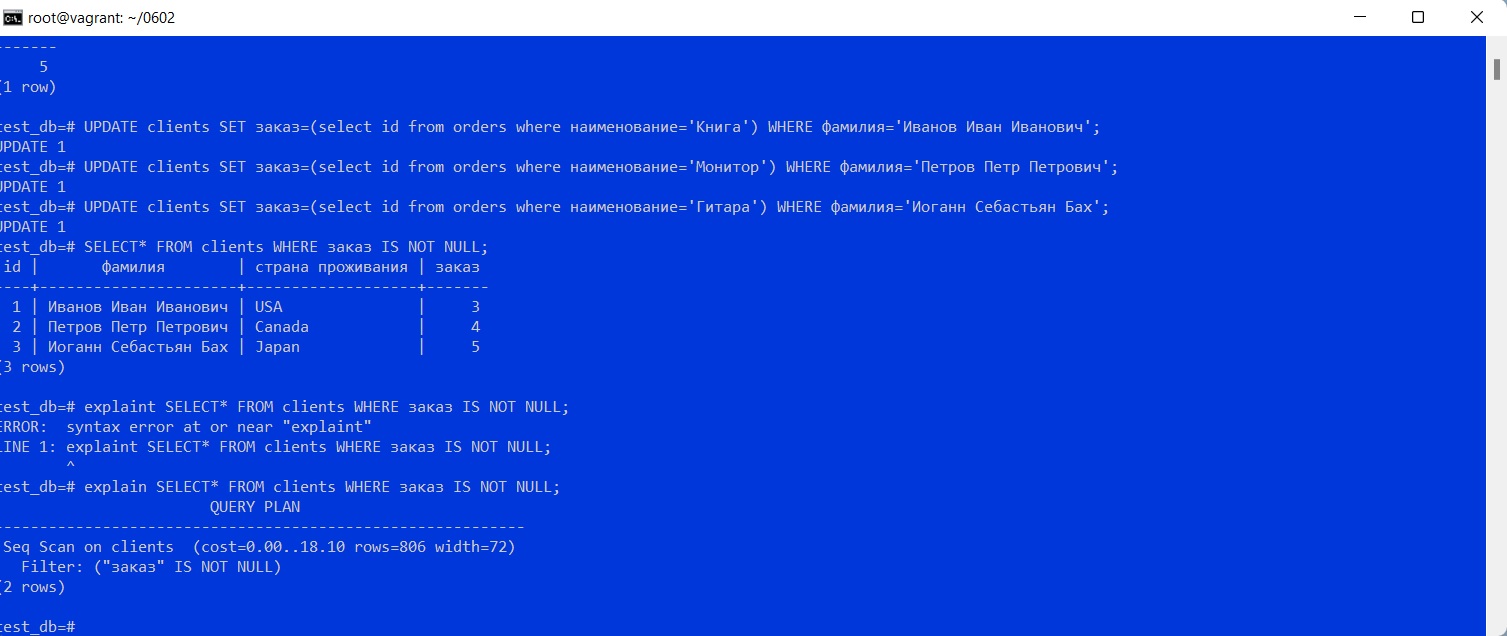 root@vagrant: ~/0602
-------
5
(1 row)
test_db=# UPDATE clients SET заказ=(select id from orders where наименование='Книга') WHERE фамилия='Иванов Иван Иванович';
UPDATE 1
test_db=# UPDATE clients SET заказ=(select id from orders where наименование='Монитор') WHERE фамилия='Петров Петр Петрович';
UPDATE 1
test_db=# UPDATE clients SET заказ=(select id from orders where наименование='Гитара') WHERE фамилия='Иоганн Себастьян Бах';
UPDATE 1
test_db=# SELECT* FROM clients WHERE заказ IS NOT NULL;
id |       фамилия        | страна проживания | заказ
----+----------------------+-------------------+-------
1 | Иванов Иван Иванович | USA               |     3
2 | Петров Петр Петрович | Canada            |     4
3 | Иоганн Себастьян Бах | Japan             |     5
(3 rows)
test_db=# explaint SELECT* FROM clients WHERE заказ IS NOT NULL;
ERROR:  syntax error at or near "explaint"
LINE 1: explaint SELECT* FROM clients WHERE заказ IS NOT NULL;
^
test_db=# explain SELECT* FROM clients WHERE заказ IS NOT NULL;
QUERY PLAN
-----------------------------------------------------------
Seq Scan on clients  (cost=0.00..18.10 rows=806 width=72)
Filter: ("заказ" IS NOT NULL)
(2 rows)
test_db=#